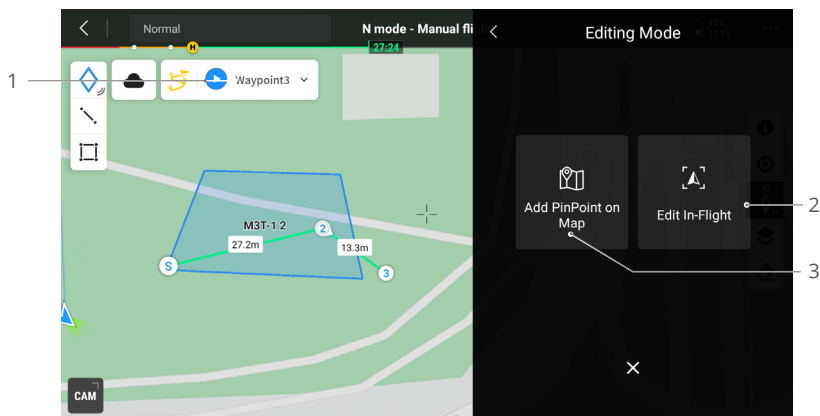 Normal
N mode - Manual fli
27:24
H
1
Waypoint3
M3T-1 2
27.2m
2
13.3m
S
3
CAM
Editing Mode
Add PinPoint on
Map
Edit In-Flight
2
3